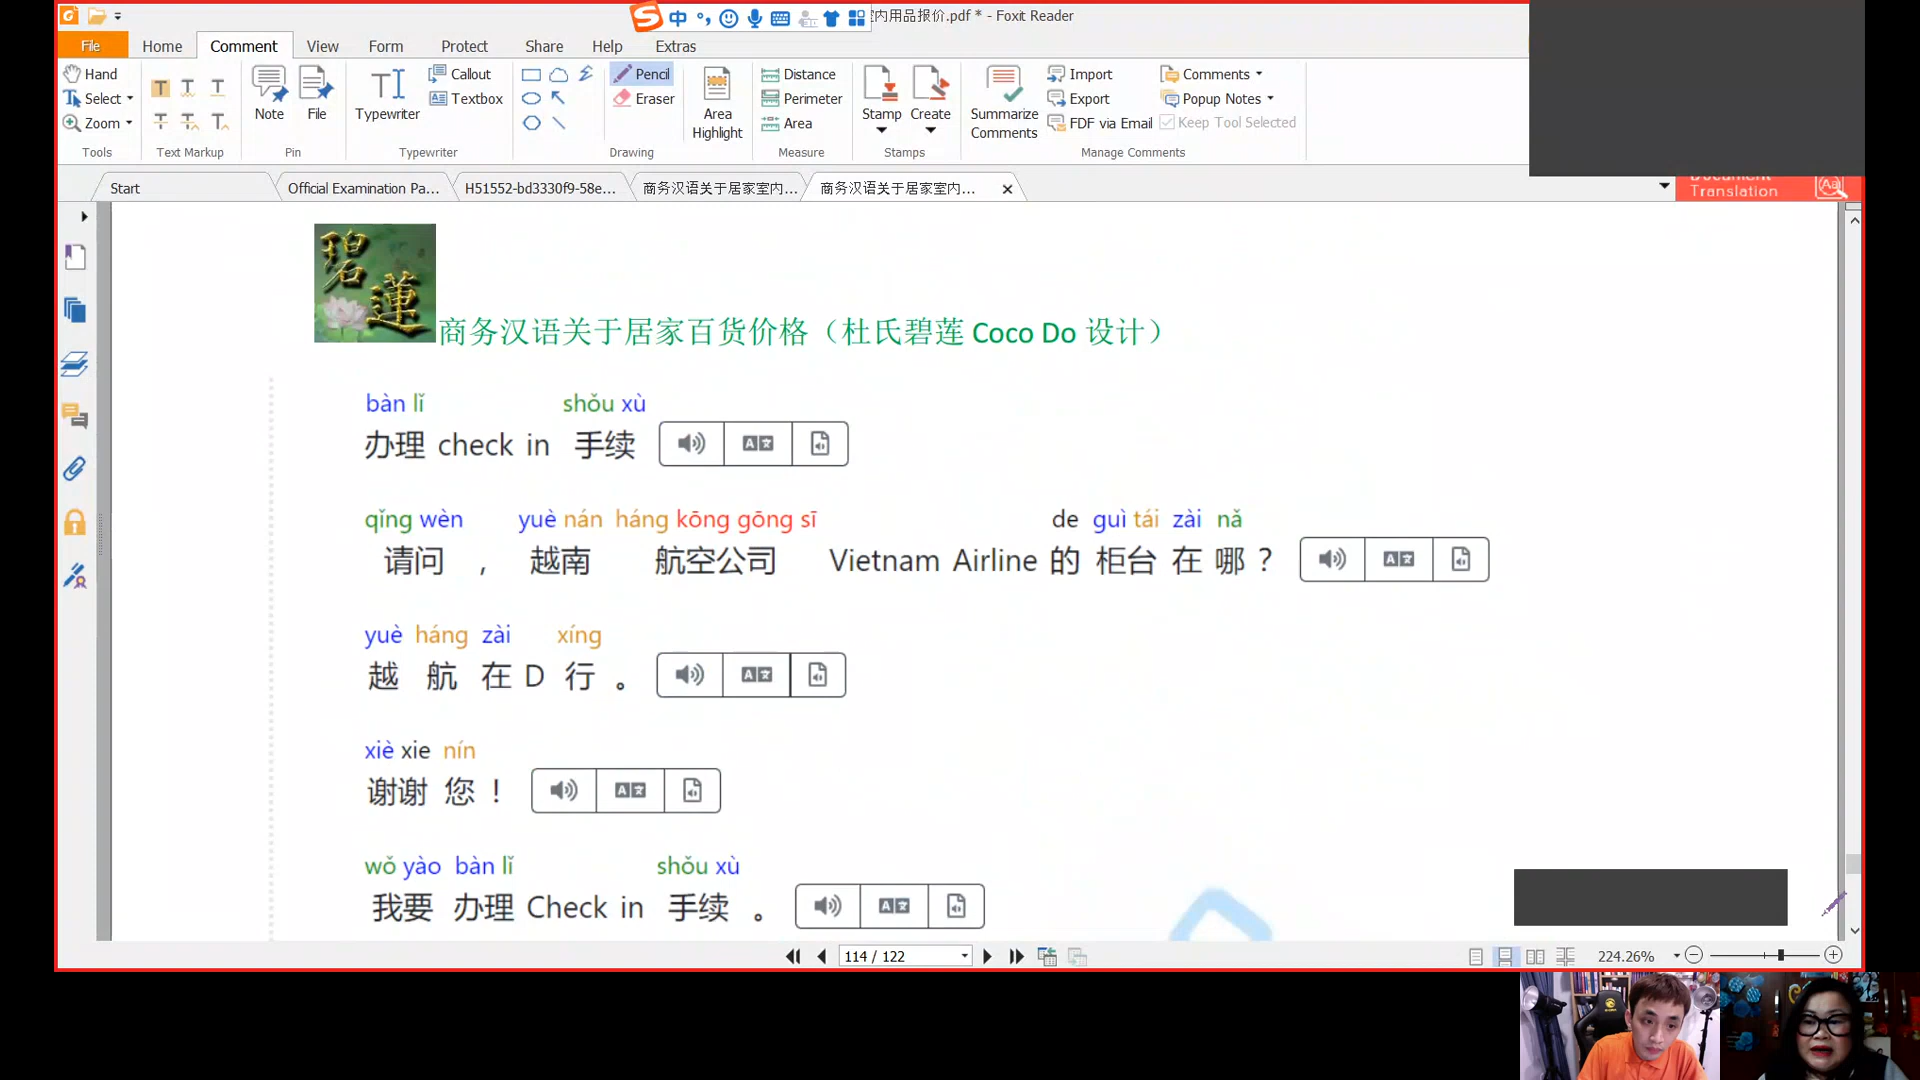 室内用品报价.pdf * - Foxit Reader
File Home Comment View Form Protect Share Help Extras
Hand
Select
Zoom
Tools
Text Markup
Note
File
Pin
Typewriter
Callout
Textbox
Typewriter
Pencil
Eraser
Area Highlight
Drawing
Distance
Perimeter
Area
Measure
Stamp
Create
Stamps
Summarize Comments
Import
Export
FDF via Email
Comments
Popup Notes
Keep Tool Selected
Manage Comments
Start
Official Examination Pa...
H51552-bd3330f9-58e...
商务汉语关于居家室内...
商务汉语关于居家室内...
Translation
碧蓮
商务汉语关于居家百货价格（杜氏碧莲 Coco Do 设计）
bàn lǐ shǒu xù
办理 check in 手续
qǐng wèn yuè nán háng kōng gōng sī de guì tái zài nǎ
请问 , 越南 航空公司 Vietnam Airline 的 柜台 在 哪 ?
yuè háng zài xíng
越 航 在 D 行 。
xiè xie nín
谢谢 您 !
wǒ yào bàn lǐ shǒu xù
我要 办理 Check in 手续 。
114 / 122
224.26%